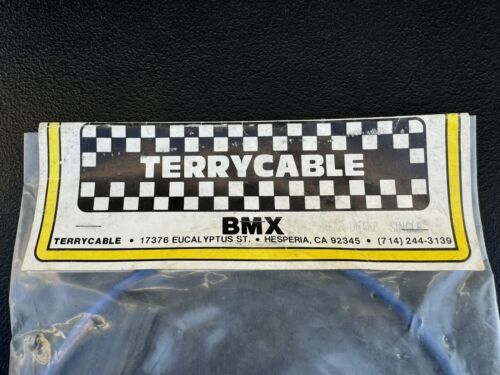 TERRYCABLE
BMX
SINGLE
TERRYCABLE • 17376 EUCALYPTUS ST. • HESPERIA, CA 92345 • (714) 244-3139